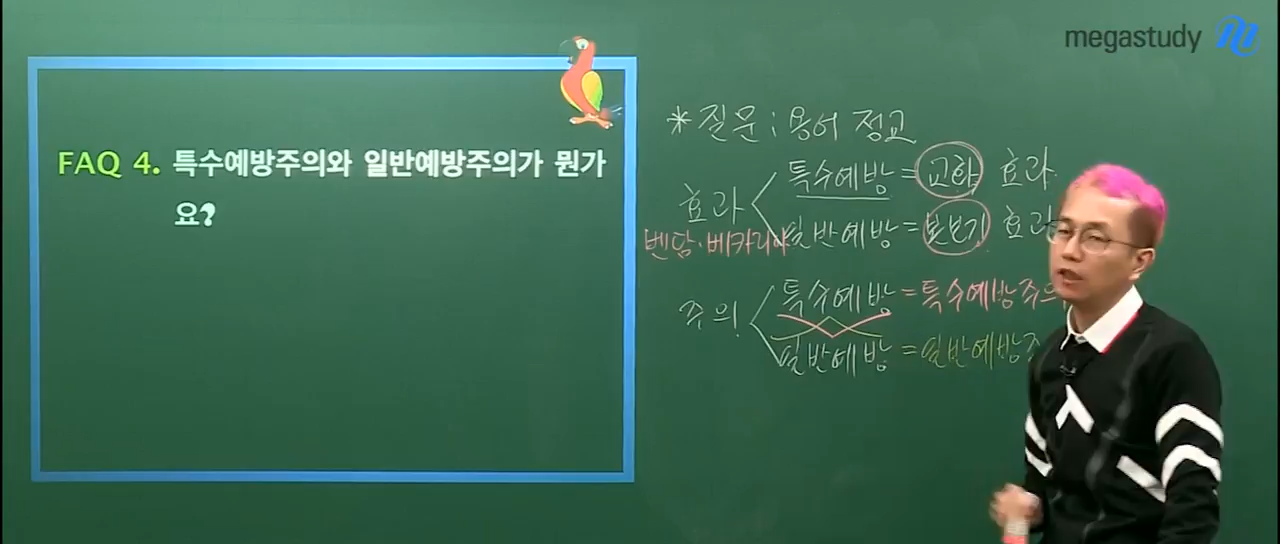 megastudy
FAQ 4. 특수예방주의와 일반예방주의가 뭔가
요?
* 질문 : 용어 정교
효과
특수예방 = 교화 효과
일반예방 = 본보기 효과
벤담·베카리아
주의
특수예방 = 특수예방주의
일반예방 = 일반예방주